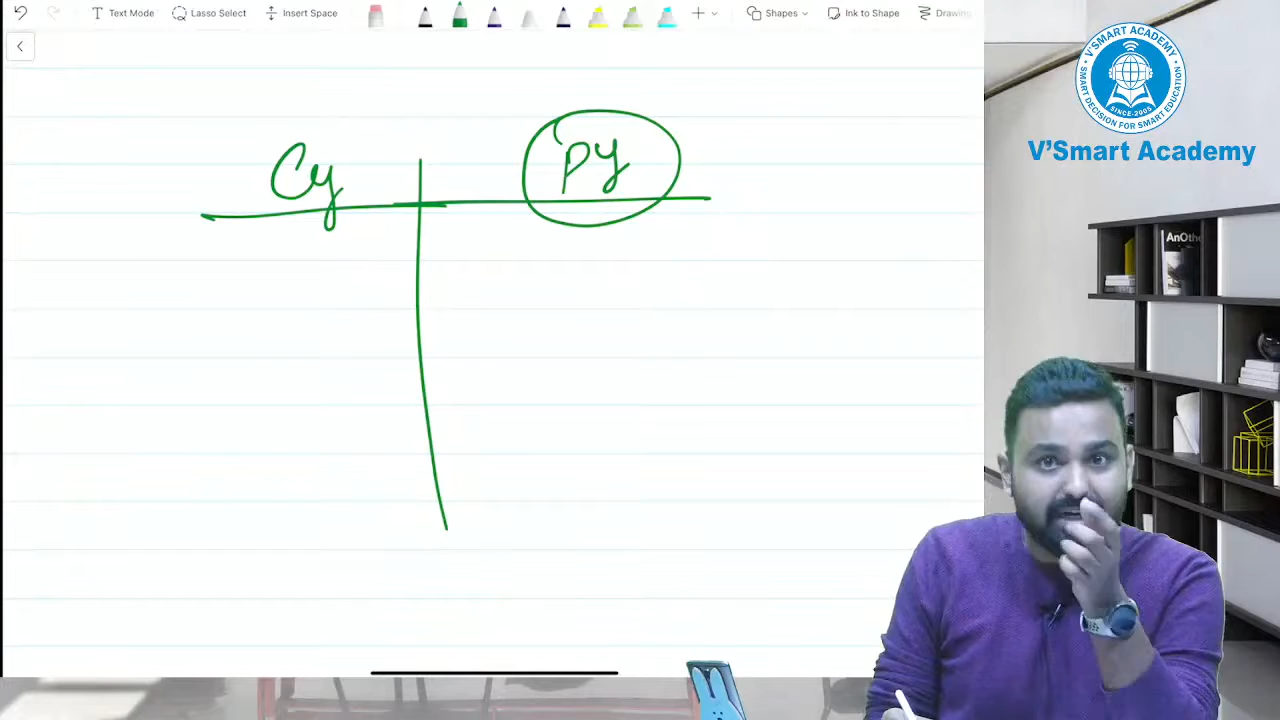 Text Mode Lasso Select Insert Space Shapes Ink to Shape Drawing
Cy PY
V'SMART ACADEMY
SMART DECISION FOR SMART EDUCATION
SINCE-2005
V'Smart Academy
AnOthe